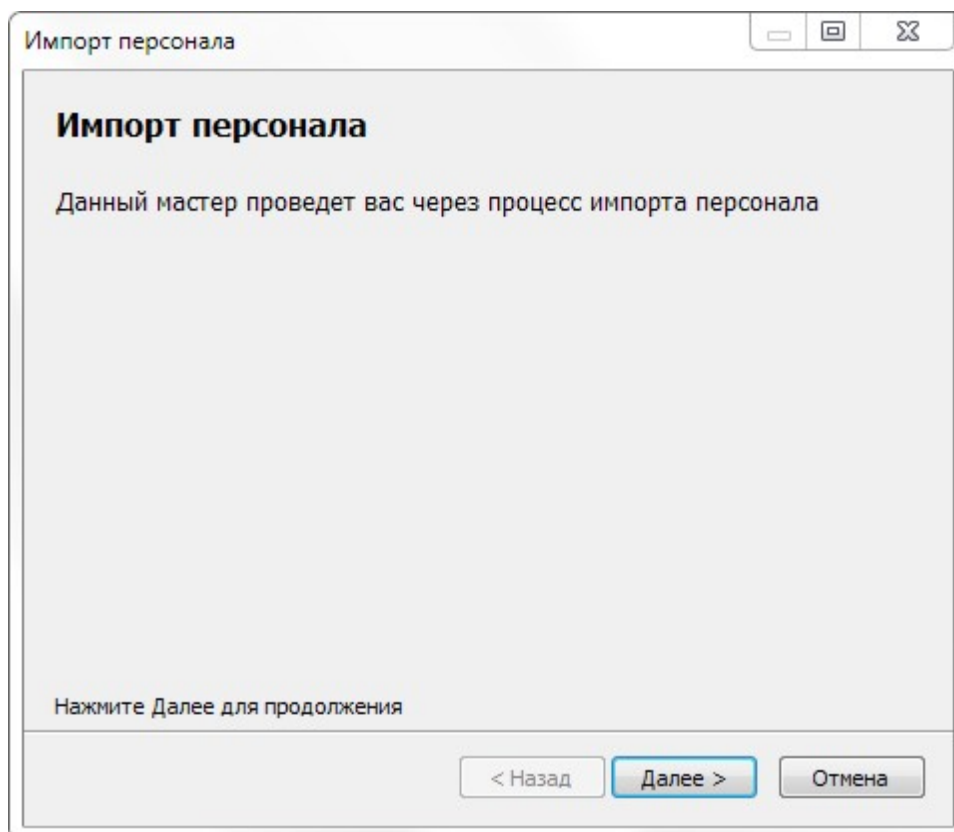 Импорт персонала
Импорт персонала
Данный мастер проведет вас через процесс импорта персонала
Нажмите Далее для продолжения
< Назад
Далее >
Отмена